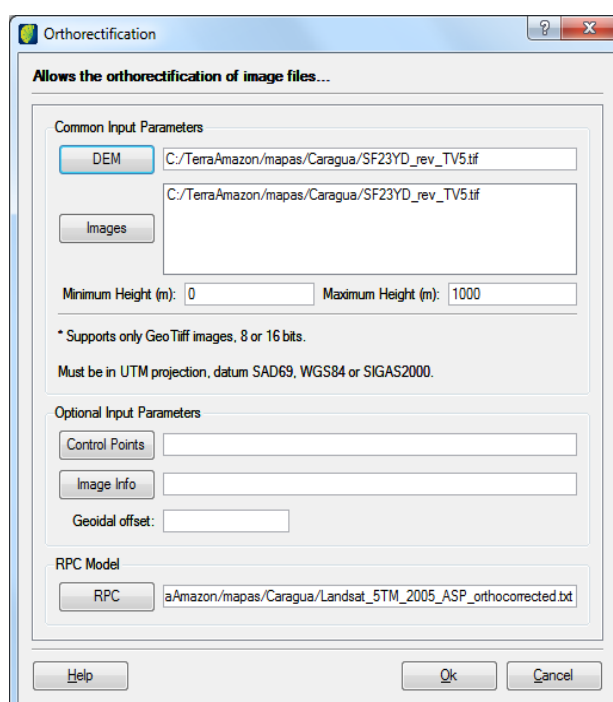 Orthorectification
Allows the orthorectification of image files...
Common Input Parameters
DEM C:/TerraAmazon/mapas/Caragua/SF23YD_rev_TV5.tif
C:/TerraAmazon/mapas/Caragua/SF23YD_rev_TV5.tif
Images
Minimum Height (m): 0 Maximum Height (m): 1000
* Supports only GeoTiiff images, 8 or 16 bits.
Must be in UTM projection, datum SAD69, WGS84 or SIGAS2000.
Optional Input Parameters
Control Points
Image Info
Geoidal offset:
RPC Model
RPC aAmazon/mapas/Caragua/Landsat_5TM_2005_ASP_orthocorrected.txt
Help Ok Cancel